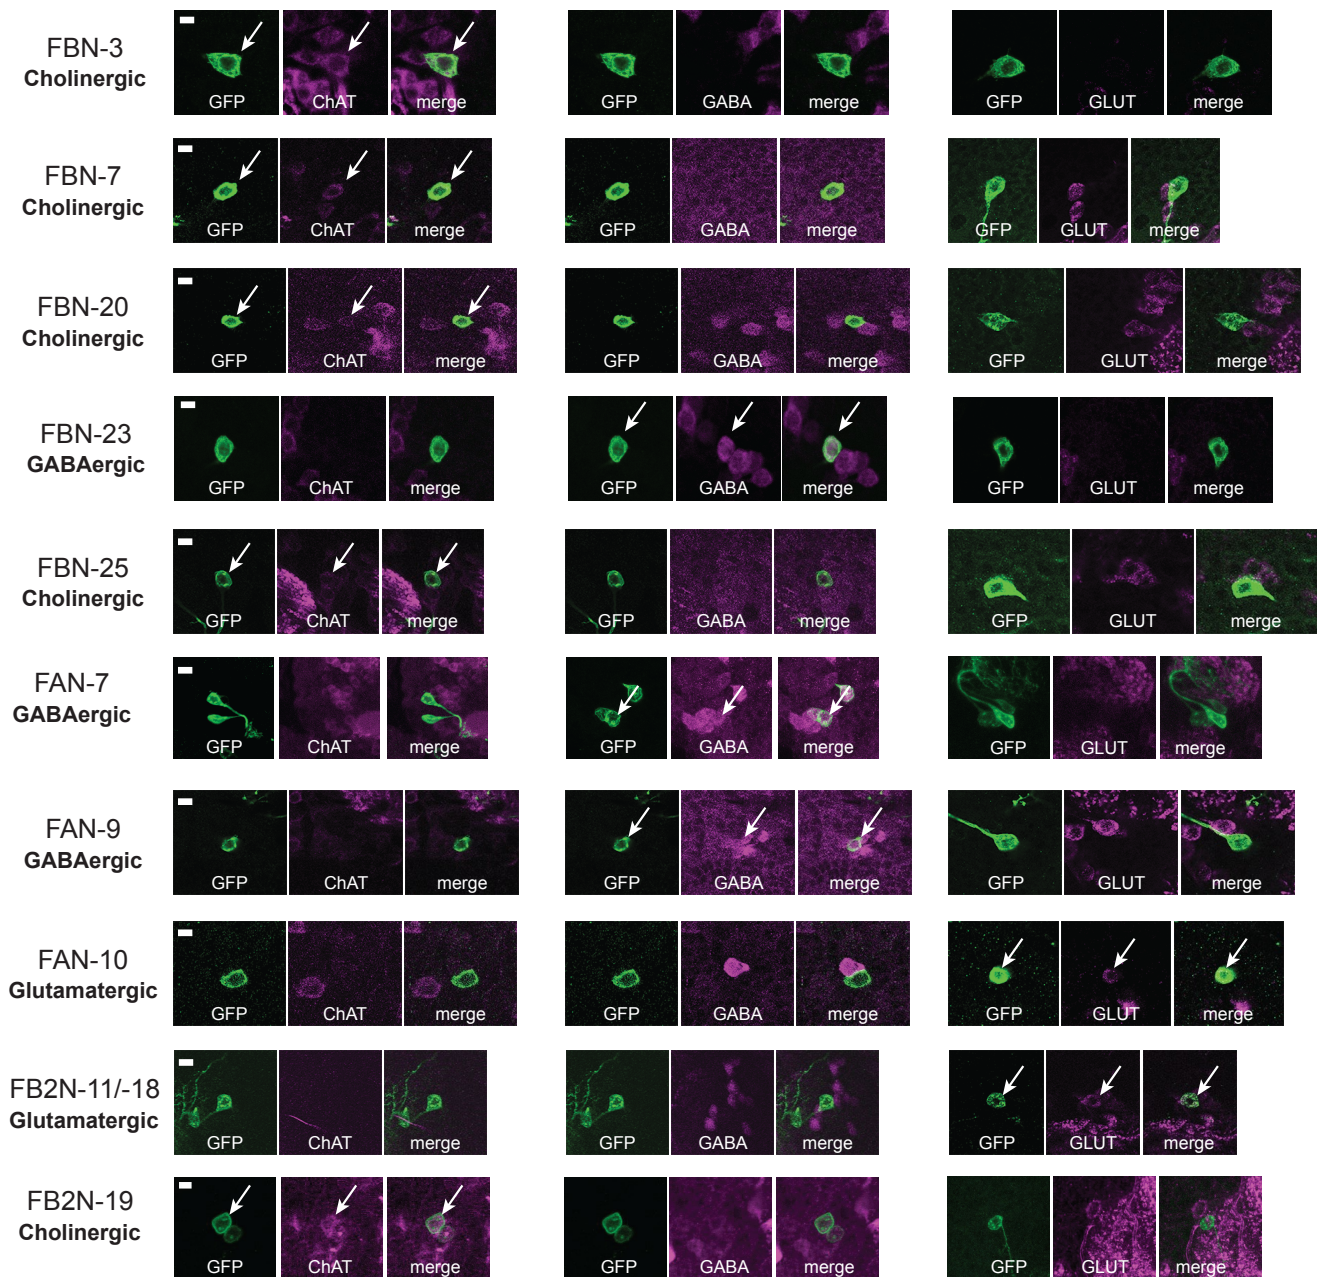 FBN-3
Cholinergic
GFP ChAT merge GFP GABA merge GFP GLUT merge
FBN-7
Cholinergic
GFP ChAT merge GFP GABA merge GFP GLUT merge
FBN-20
Cholinergic
GFP ChAT merge GFP GABA merge GFP GLUT merge
FBN-23
GABAergic
GFP ChAT merge GFP GABA merge GFP GLUT merge
FBN-25
Cholinergic
GFP ChAT merge GFP GABA merge GFP GLUT merge
FAN-7
GABAergic
GFP ChAT merge GFP GABA merge GFP GLUT merge
FAN-9
GABAergic
GFP ChAT merge GFP GABA merge GFP GLUT merge
FAN-10
Glutamatergic
GFP ChAT merge GFP GABA merge GFP GLUT merge
FB2N-11/-18
Glutamatergic
GFP ChAT merge GFP GABA merge GFP GLUT merge
FB2N-19
Cholinergic
GFP ChAT merge GFP GABA merge GFP GLUT merge